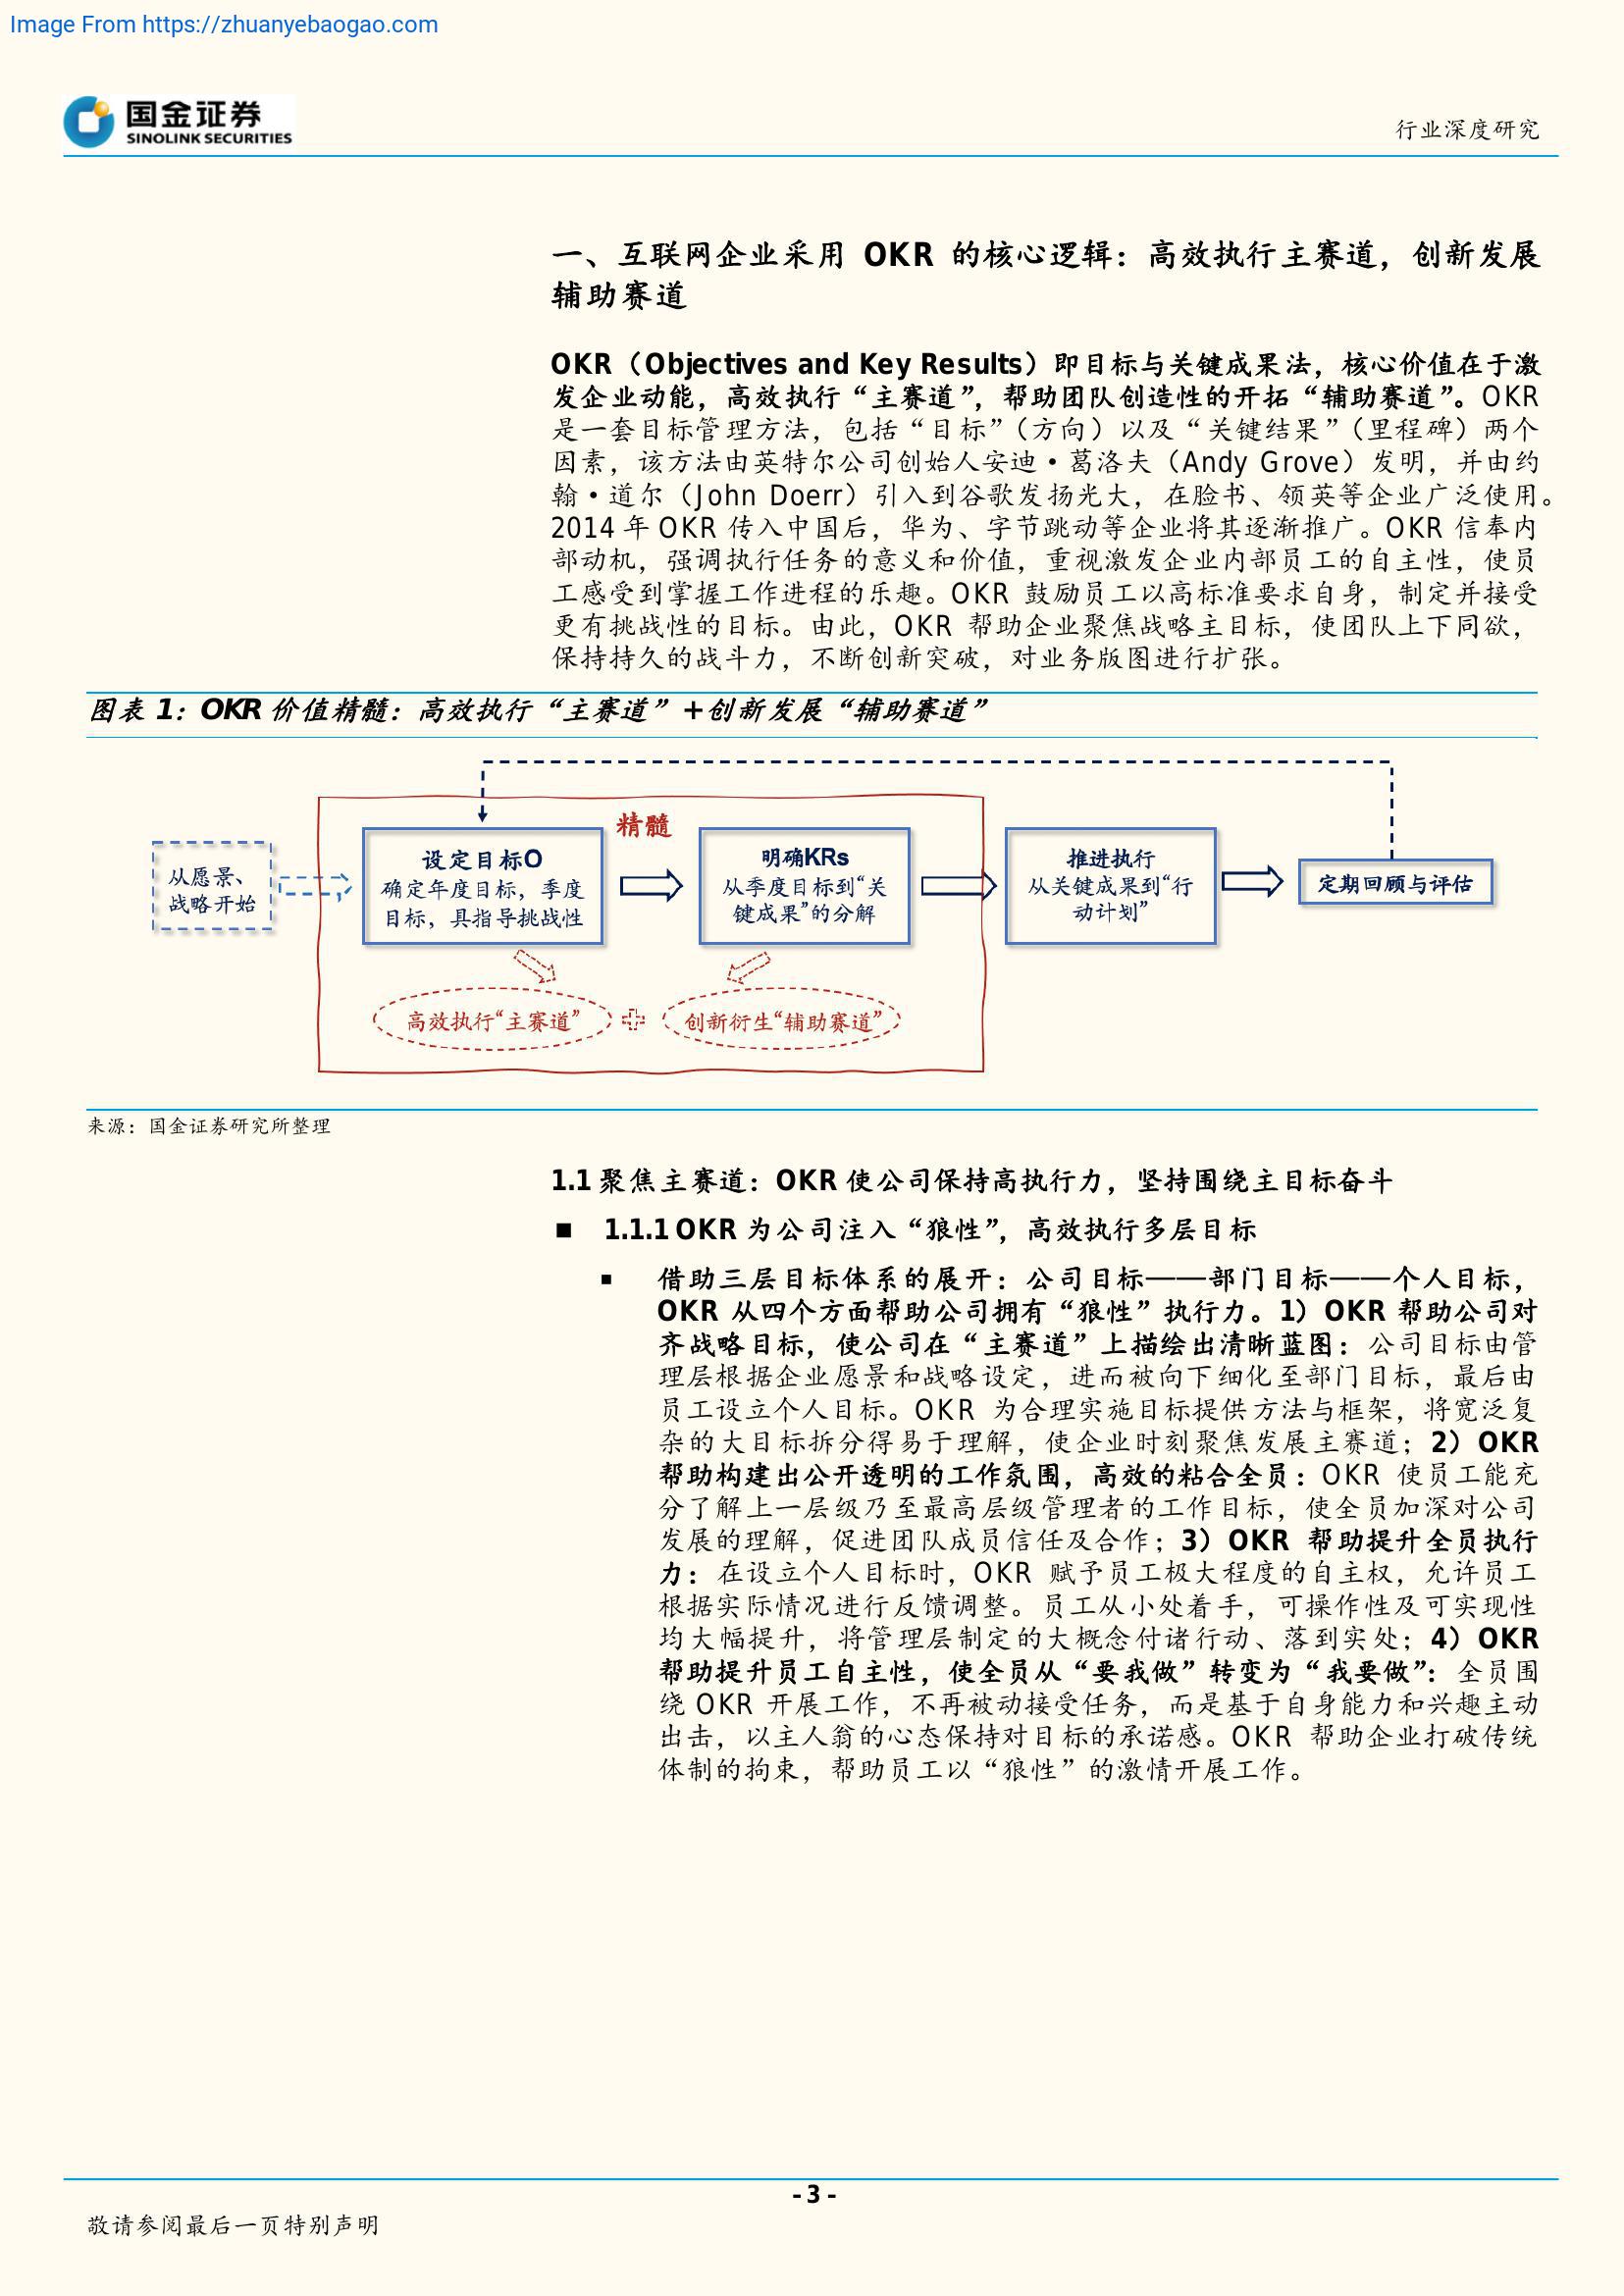 Image From https://zhuanyebaogao.com
国金证券
SINOLINK SECURITIES
行业深度研究
一、互联网企业采用 OKR 的核心逻辑：高效执行主赛道，创新发展
辅助赛道
OKR（Objectives and Key Results）即目标与关键成果法，核心价值在于激
发企业动能，高效执行“主赛道”，帮助团队创造性的开拓“辅助赛道”。OKR
是一套目标管理方法，包括“目标”（方向）以及“关键结果”（里程碑）两个
因素，该方法由英特尔公司创始人安迪·葛洛夫（Andy Grove）发明，并由约
翰·道尔（John Doerr）引入到谷歌发扬光大，在脸书、领英等企业广泛使用。
2014 年 OKR 传入中国后，华为、字节跳动等企业将其逐渐推广。OKR 信奉内
部动机，强调执行任务的意义和价值，重视激发企业内部员工的自主性，使员
工感受到掌握工作进程的乐趣。OKR 鼓励员工以高标准要求自身，制定并接受
更有挑战性的目标。由此，OKR 帮助企业聚焦战略主目标，使团队上下同欲，
保持持久的战斗力，不断创新突破，对业务版图进行扩张。
图表 1：OKR 价值精髓：高效执行“主赛道”+创新发展“辅助赛道”
精髓
从愿景、
战略开始
设定目标O
确定年度目标，季度
目标，具指导挑战性
明确KRs
从季度目标到“关
键成果”的分解
推进执行
从关键成果到“行
动计划”
定期回顾与评估
高效执行“主赛道”
创新衍生“辅助赛道”
来源：国金证券研究所整理
1.1 聚焦主赛道：OKR 使公司保持高执行力，坚持围绕主目标奋斗
■ 1.1.1 OKR 为公司注入“狼性”，高效执行多层目标
▪ 借助三层目标体系的展开：公司目标——部门目标——个人目标，
OKR 从四个方面帮助公司拥有“狼性”执行力。1）OKR 帮助公司对
齐战略目标，使公司在“主赛道”上描绘出清晰蓝图：公司目标由管
理层根据企业愿景和战略设定，进而被向下细化至部门目标，最后由
员工设立个人目标。OKR 为合理实施目标提供方法与框架，将宽泛复
杂的大目标拆分得易于理解，使企业时刻聚焦发展主赛道；2）OKR
帮助构建出公开透明的工作氛围，高效的粘合全员：OKR 使员工能充
分了解上一层级乃至最高层级管理者的工作目标，使全员加深对公司
发展的理解，促进团队成员信任及合作；3）OKR 帮助提升全员执行
力：在设立个人目标时，OKR 赋予员工极大程度的自主权，允许员工
根据实际情况进行反馈调整。员工从小处着手，可操作性及可实现性
均大幅提升，将管理层制定的大概念付诸行动、落到实处；4）OKR
帮助提升员工自主性，使全员从“要我做”转变为“我要做”：全员围
绕 OKR 开展工作，不再被动接受任务，而是基于自身能力和兴趣主动
出击，以主人翁的心态保持对目标的承诺感。OKR 帮助企业打破传统
体制的拘束，帮助员工以“狼性”的激情开展工作。
- 3 -
敬请参阅最后一页特别声明